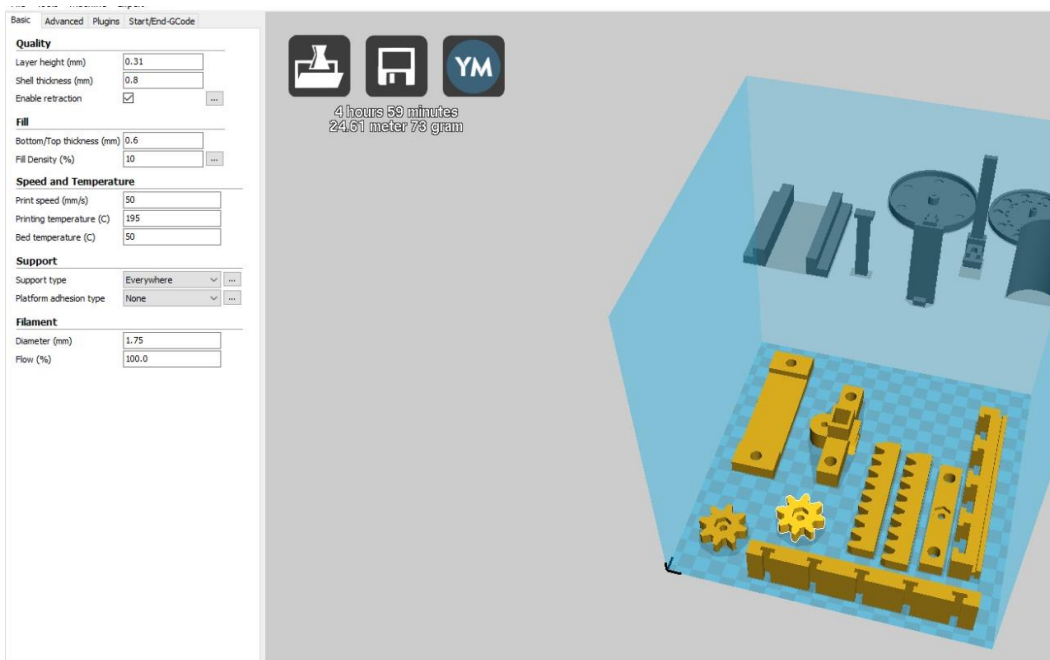 Basic Advanced Plugins Start/End-GCode
Quality
Layer height (mm) 0.31
Shell thickness (mm) 0.8
Enable retraction ...
Fill
Bottom/Top thickness (mm) 0.6
Fill Density (%) 10 ...
Speed and Temperature
Print speed (mm/s) 50
Printing temperature (C) 195
Bed temperature (C) 50
Support
Support type Everywhere ...
Platform adhesion type None ...
Filament
Diameter (mm) 1.75
Flow (%) 100.0
YM
4 hours 59 minutes
24.61 meter 73 gram